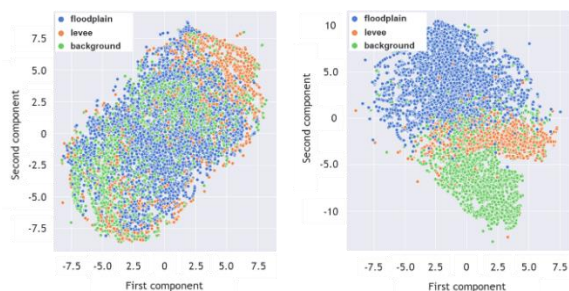 floodplain
levee
background
7.5
5.0
2.5
0
-2.5
-5.0
-7.5
Second component
-7.5 -5.0 -2.5 0 2.5 5.0 7.5
First component
floodplain
levee
background
10
5
0
-5.0
-10
Second component
-7.5 -5.0 -2.5 0 2.5 5.0 7.5
First component